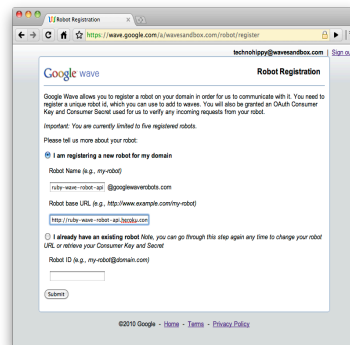 Robot Registration
https://wave.google.com/a/wavesandbox.com/robot/register
technohippy@wavesandbox.com | Sign ou
Google wave
Robot Registration
Google Wave allows you to register a robot on your domain in order for us to communicate with it. You need to
register a unique robot id, which you can use to add to waves. You will also be granted an OAuth Consumer
Key and Consumer Secret used for us to verify any incoming requests from your robot.
Important: You are currently limited to five registered robots.
Please tell us more about your robot:
I am registering a new robot for my domain
Robot Name (e.g., my-robot)
ruby-wave-robot-api @googlewaverobots.com
Robot base URL (e.g., http://www.example.com/my-robot)
http://ruby-wave-robot-api.heroku.com
I already have an existing robot Note, you can go through this step again any time to change your robot
URL or retrieve your Consumer Key and Secret
Robot ID (e.g., my-robot@domain.com)
Submit
©2010 Google - Home - Terms - Privacy Policy